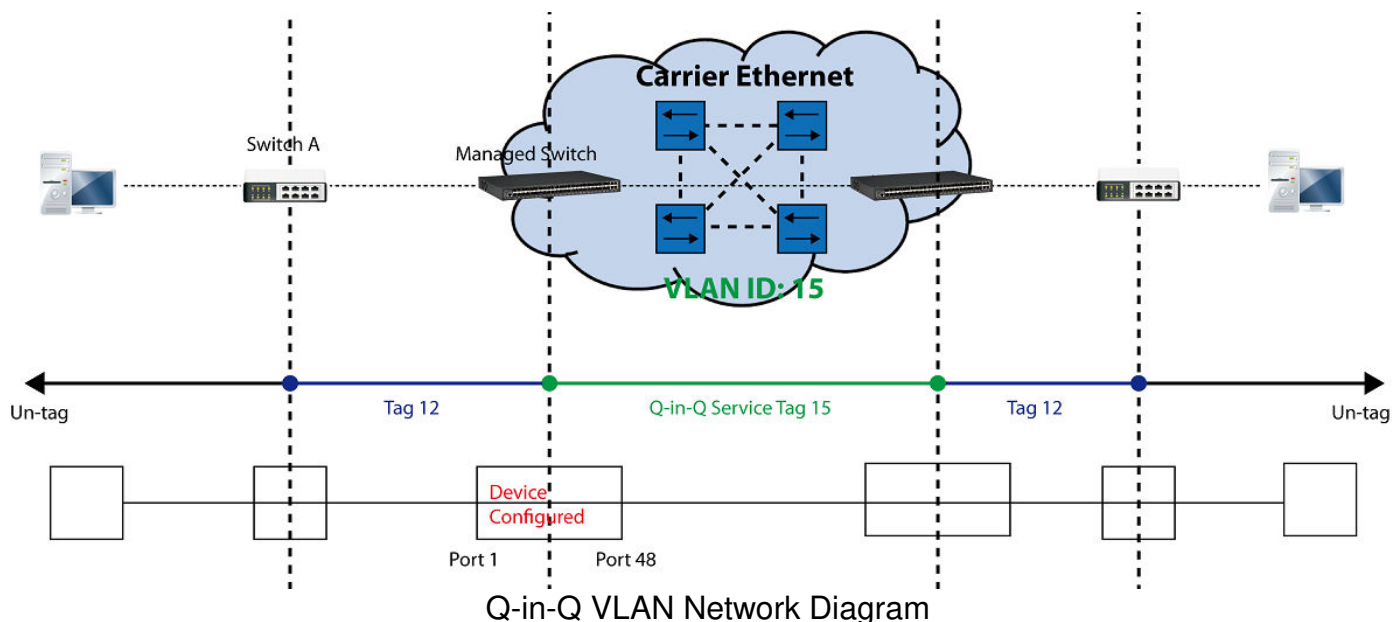 Carrier Ethernet
Switch A
Managed Switch
VLAN ID: 15
Un-tag
Tag 12
Q-in-Q Service Tag 15
Tag 12
Un-tag
Device
Configured
Port 1
Port 48
Q-in-Q VLAN Network Diagram